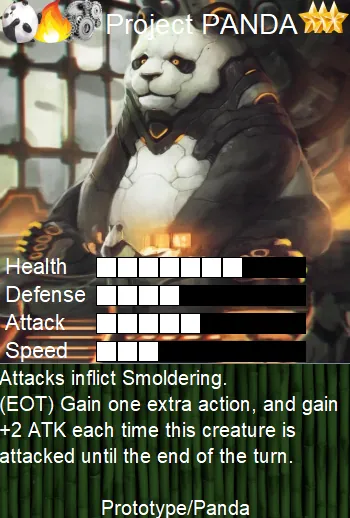 Project PANDA
Health
Defense
Attack
Speed
Attacks inflict Smoldering.
(EOT) Gain one extra action, and gain
+2 ATK each time this creature is
attacked until the end of the turn.
Prototype/Panda